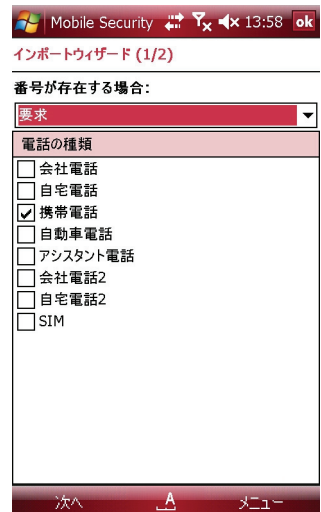 Mobile Security 13:58 ok
インポートウィザード (1/2)
番号が存在する場合:
要求
電話の種類
会社電話
自宅電話
携帯電話
自動車電話
アシスタント電話
会社電話2
自宅電話2
SIM
次へ A メニュー